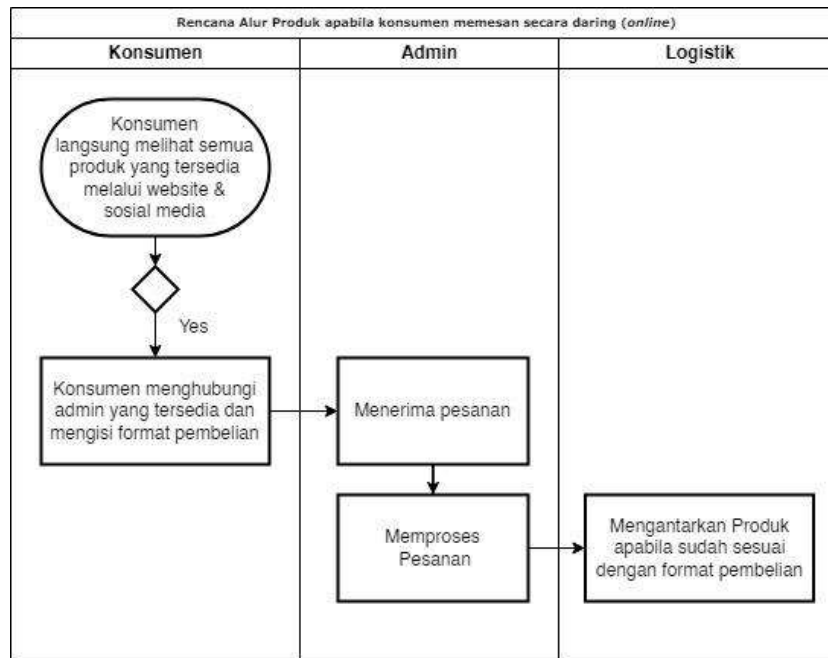 Rencana Alur Produk apabila konsumen memesan secara daring (online)
Konsumen
Admin
Logistik
Konsumen
langsung melihat semua
produk yang tersedia
melalui website &
sosial media
Yes
Konsumen menghubungi
admin yang tersedia dan
mengisi format pembelian
Menerima pesanan
Memproses
Pesanan
Mengantarkan Produk
apabila sudah sesuai
dengan format pembelian